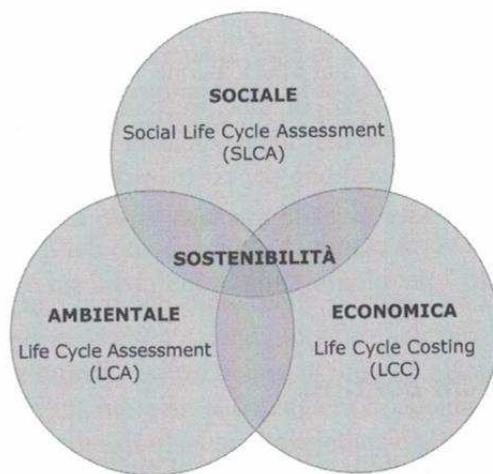 SOCIALE
Social Life Cycle Assessment
(SLCA)
SOSTENIBILITÀ
AMBIENTALE
Life Cycle Assessment
(LCA)
ECONOMICA
Life Cycle Costing
(LCC)